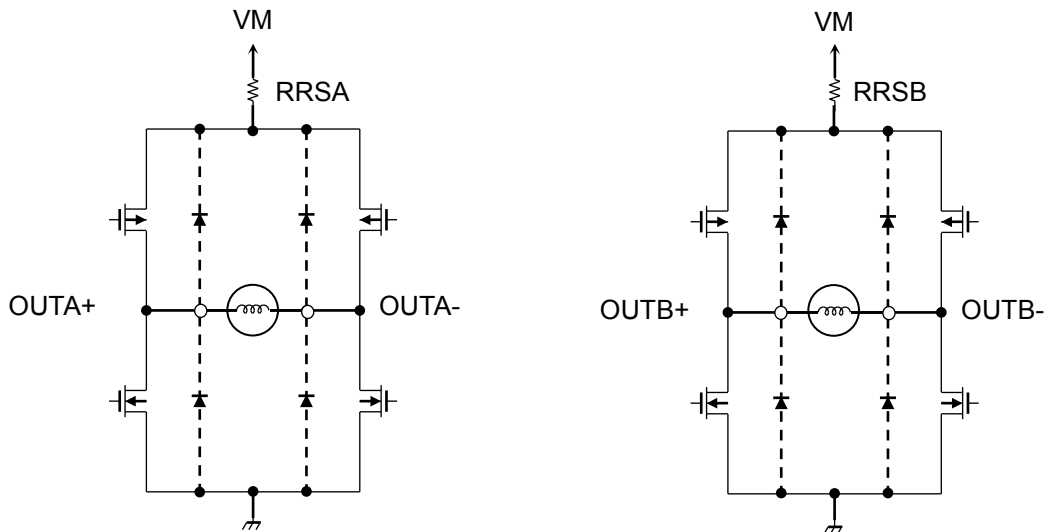 VM
RRSA
OUTA+
OUTA-
VM
RRSB
OUTB+
OUTB-